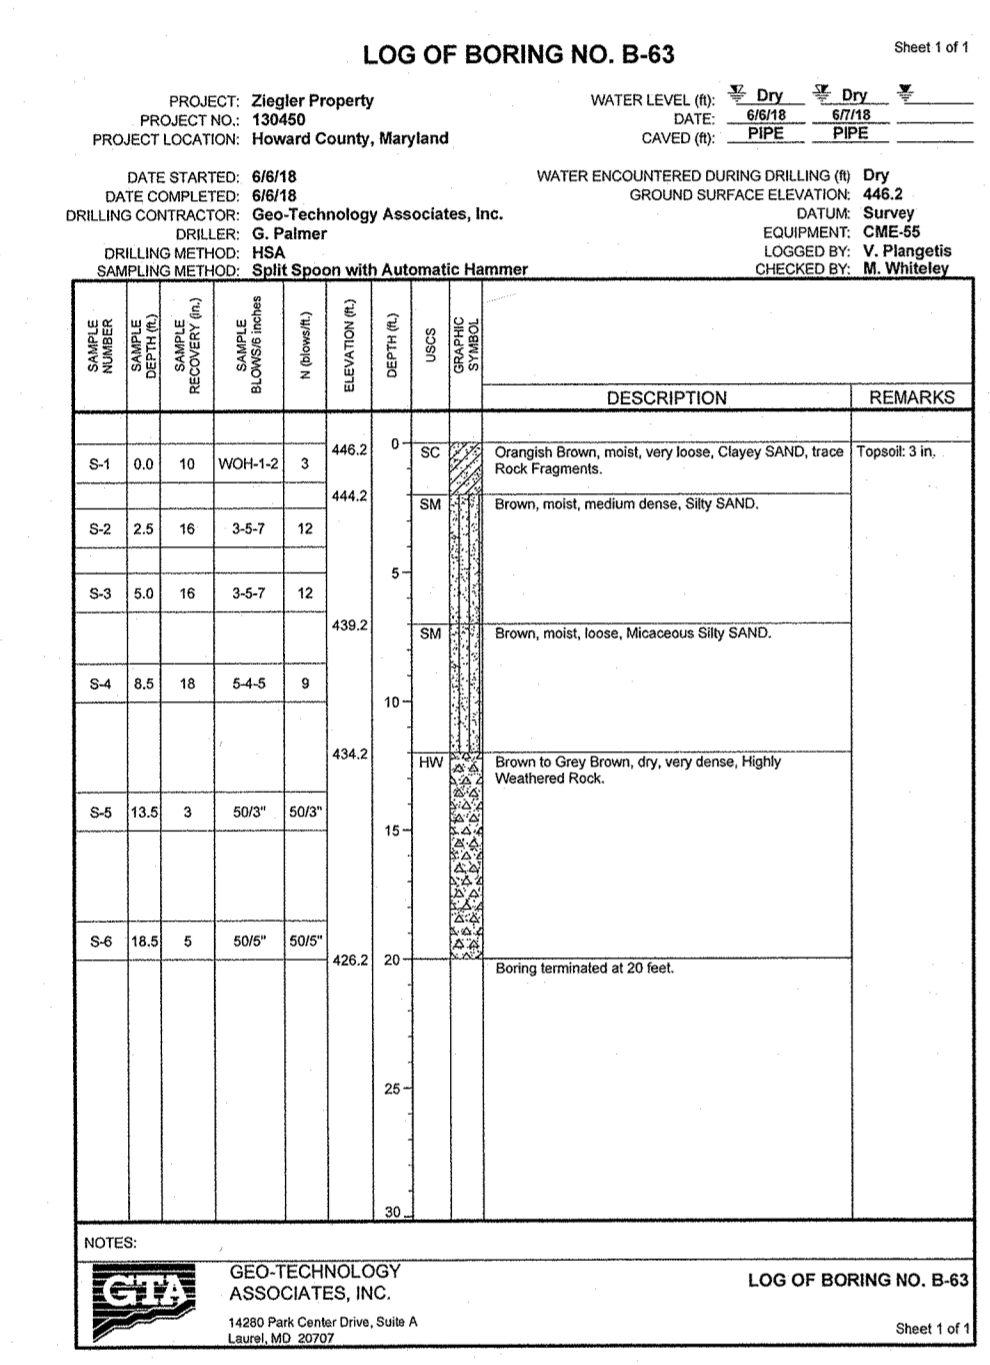 LOG OF BORING NO. B-63
Sheet 1 of 1
PROJECT: Ziegler Property
PROJECT NO.: 130450
PROJECT LOCATION: Howard County, Maryland
WATER LEVEL (ft): Dry Dry
DATE: 6/6/18 6/7/18
CAVED (ft): PIPE PIPE
DATE STARTED: 6/6/18
DATE COMPLETED: 6/6/18
DRILLING CONTRACTOR: Geo-Technology Associates, Inc.
DRILLER: G. Palmer
DRILLING METHOD: HSA
SAMPLING METHOD: Split Spoon with Automatic Hammer
WATER ENCOUNTERED DURING DRILLING (ft) Dry
GROUND SURFACE ELEVATION: 446.2
DATUM: Survey
EQUIPMENT: CME-55
LOGGED BY: V. Plangetis
CHECKED BY: M. Whiteley
SAMPLE NUMBER
SAMPLE DEPTH (ft.)
SAMPLE RECOVERY (in.)
SAMPLE BLOWS/6 inches
N (blows/ft.)
ELEVATION (ft.)
DEPTH (ft.)
USCS
GRAPHIC SYMBOL
DESCRIPTION
REMARKS
446.2 0 SC Orangish Brown, moist, very loose, Clayey SAND, trace Topsoil: 3 in.
Rock Fragments.
S-1 0.0 10 WOH-1-2 3
444.2 SM Brown, moist, medium dense, Silty SAND.
S-2 2.5 16 3-5-7 12
5
S-3 5.0 16 3-5-7 12
439.2 SM Brown, moist, loose, Micaceous Silty SAND.
S-4 8.5 18 5-4-5 9
10
434.2 HW Brown to Grey Brown, dry, very dense, Highly
Weathered Rock.
S-5 13.5 3 50/3" 50/3"
15
S-6 18.5 5 50/5" 50/5"
426.2 20 Boring terminated at 20 feet.
25
30
NOTES:
GTA
GEO-TECHNOLOGY
ASSOCIATES, INC.
14280 Park Center Drive, Suite A
Laurel, MD 20707
LOG OF BORING NO. B-63
Sheet 1 of 1